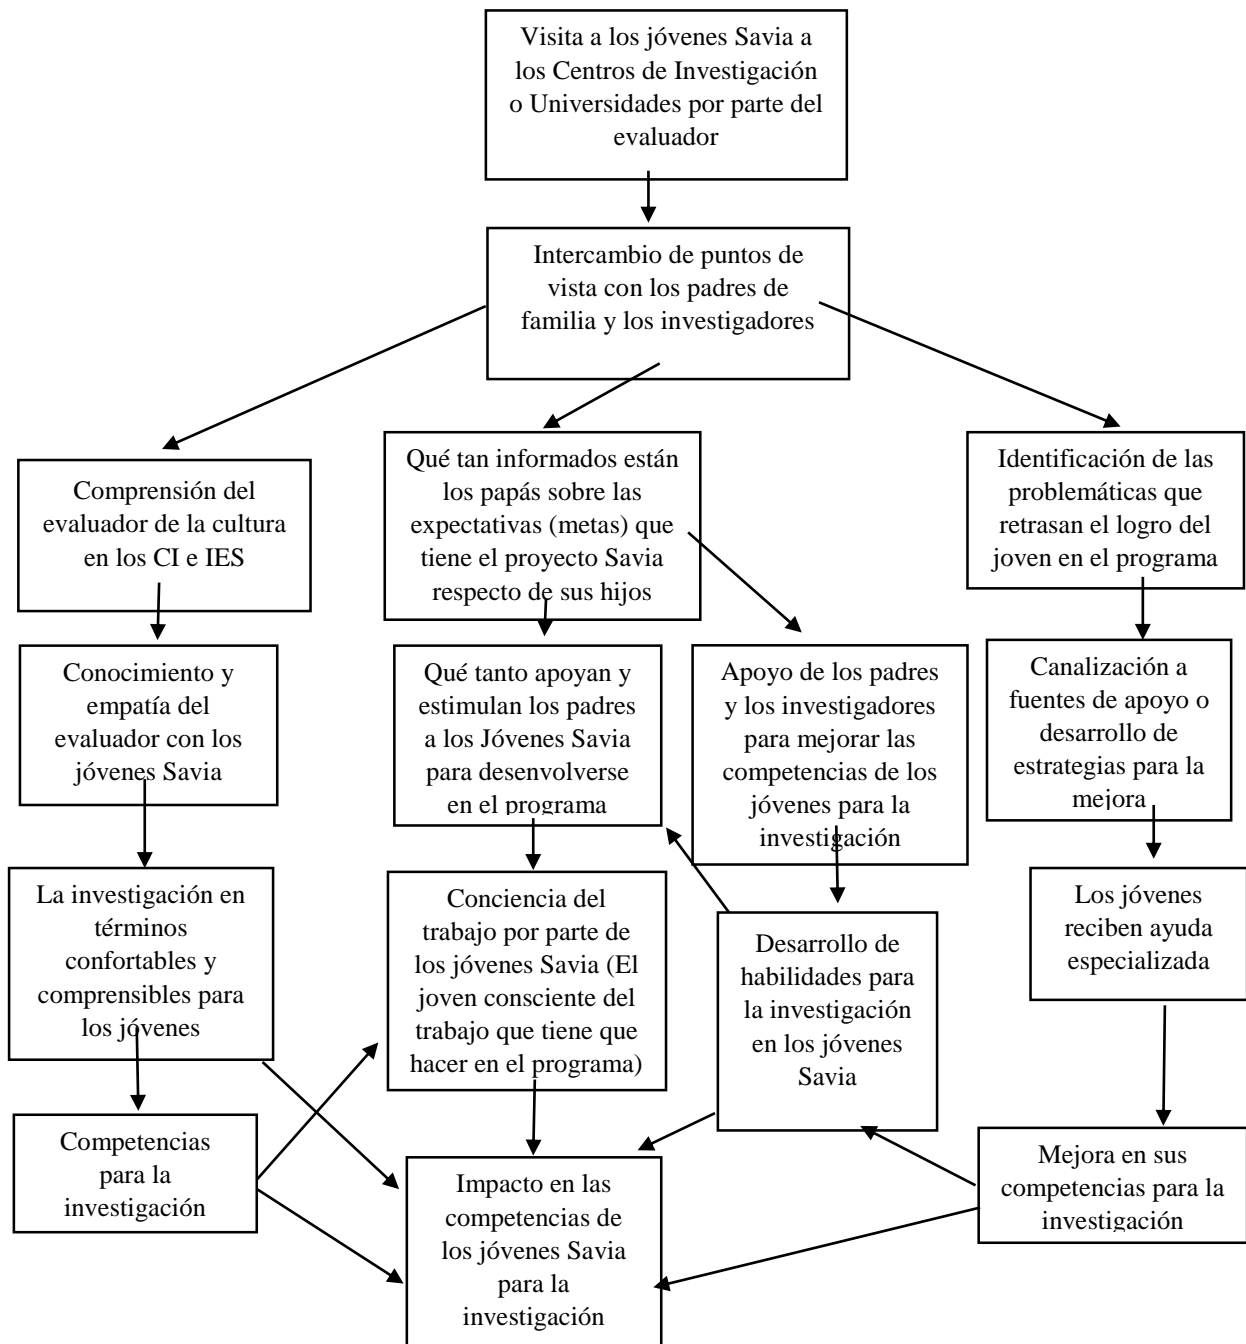 Visita a los jóvenes Savia a
los Centros de Investigación
o Universidades por parte del
evaluador
Intercambio de puntos de
vista con los padres de
familia y los investigadores
Comprensión del
evaluador de la cultura
en los CI e IES
Qué tan informados están
los papás sobre las
expectativas (metas) que
tiene el proyecto Savia
respecto de sus hijos
Identificación de las
problemáticas que
retrasan el logro del
joven en el programa
Conocimiento y
empatía del
evaluador con los
jóvenes Savia
Qué tanto apoyan y
estimulan los padres
a los Jóvenes Savia
para desenvolverse
en el programa
Apoyo de los padres
y los investigadores
para mejorar las
competencias de los
jóvenes para la
investigación
Canalización a
fuentes de apoyo o
desarrollo de
estrategias para la
mejora
La investigación en
términos
confortables y
comprensibles para
los jóvenes
Conciencia del
trabajo por parte de
los jóvenes Savia (El
joven consciente del
trabajo que tiene que
hacer en el programa)
Desarrollo de
habilidades para
la investigación
en los jóvenes
Savia
Los jóvenes
reciben ayuda
especializada
Competencias
para la
investigación
Impacto en las
competencias de
los jóvenes Savia
para la
investigación
Mejora en sus
competencias para la
investigación